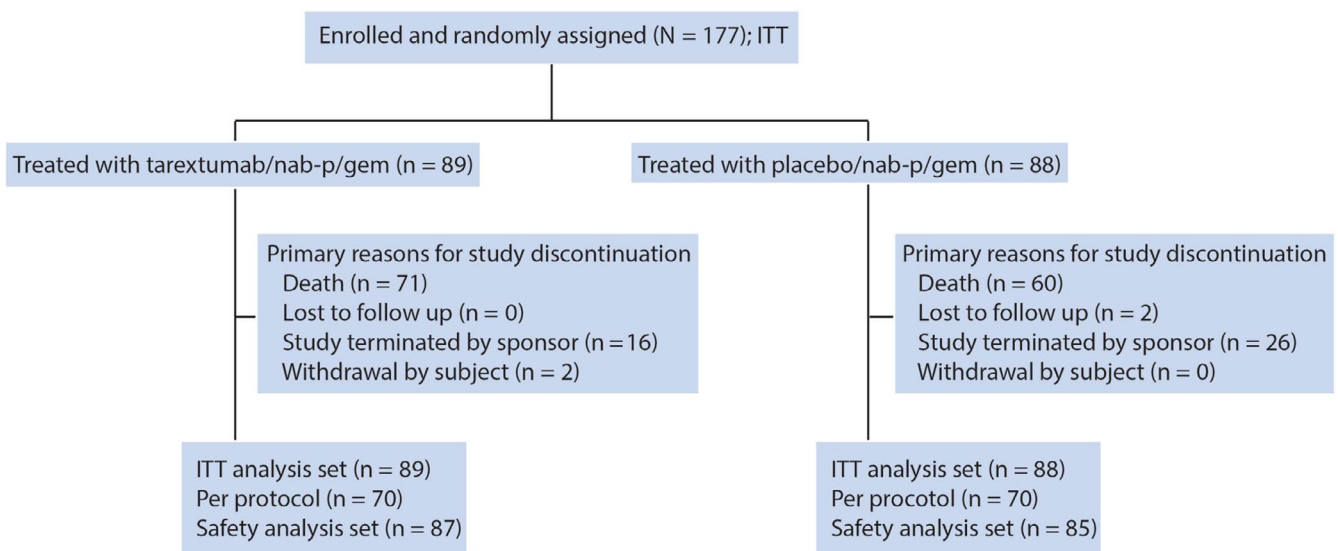 Enrolled and randomly assigned (N = 177); ITT
Treated with tarextumab/nab-p/gem (n = 89)
Treated with placebo/nab-p/gem (n = 88)
Primary reasons for study discontinuation
Death (n = 71)
Lost to follow up (n = 0)
Study terminated by sponsor (n =16)
Withdrawal by subject (n = 2)
Primary reasons for study discontinuation
Death (n = 60)
Lost to follow up (n = 2)
Study terminated by sponsor (n = 26)
Withdrawal by subject (n = 0)
ITT analysis set (n = 89)
Per protocol (n = 70)
Safety analysis set (n = 87)
ITT analysis set (n = 88)
Per procotol (n = 70)
Safety analysis set (n = 85)